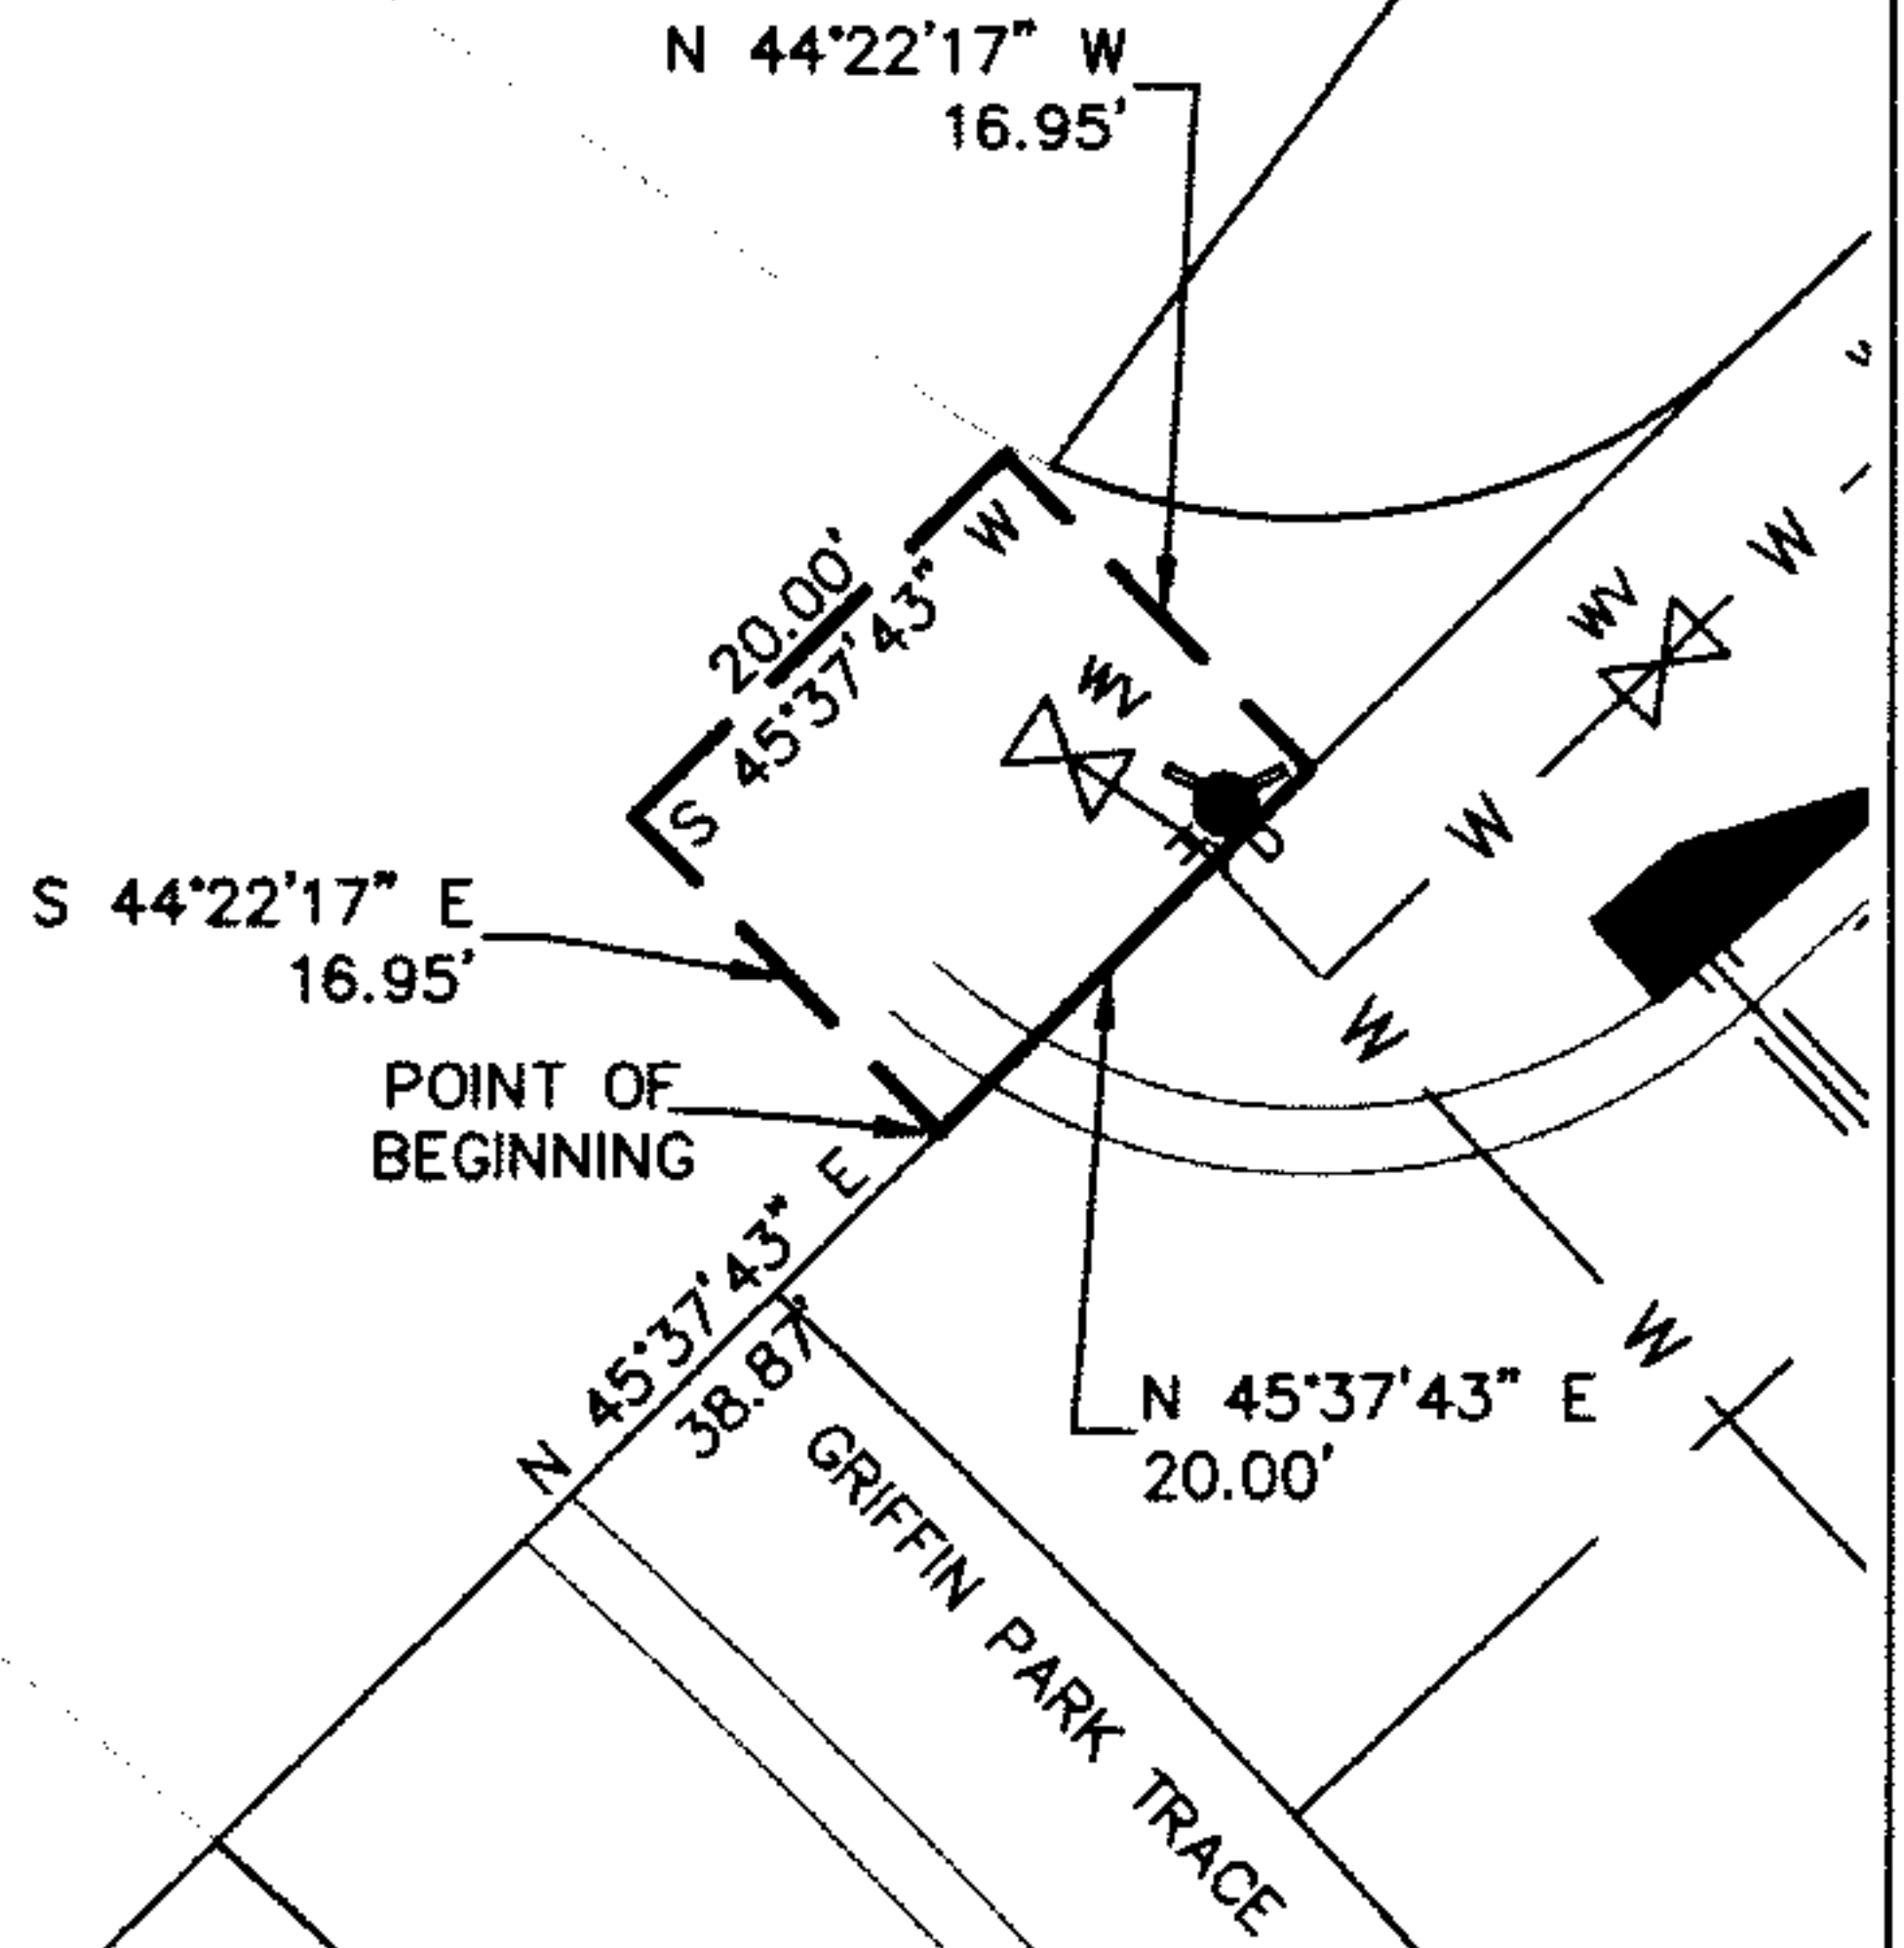 N 44°22'17" W
16.95'
20.00'
S 45°37'43" W
W
WV
WV
W
W
S 44°22'17" E
16.95'
POINT OF
BEGINNING
W
N 45°37'43" E
38.87'
W
N 45°37'43" E
20.00'
GRIFFIN PARK TRACE